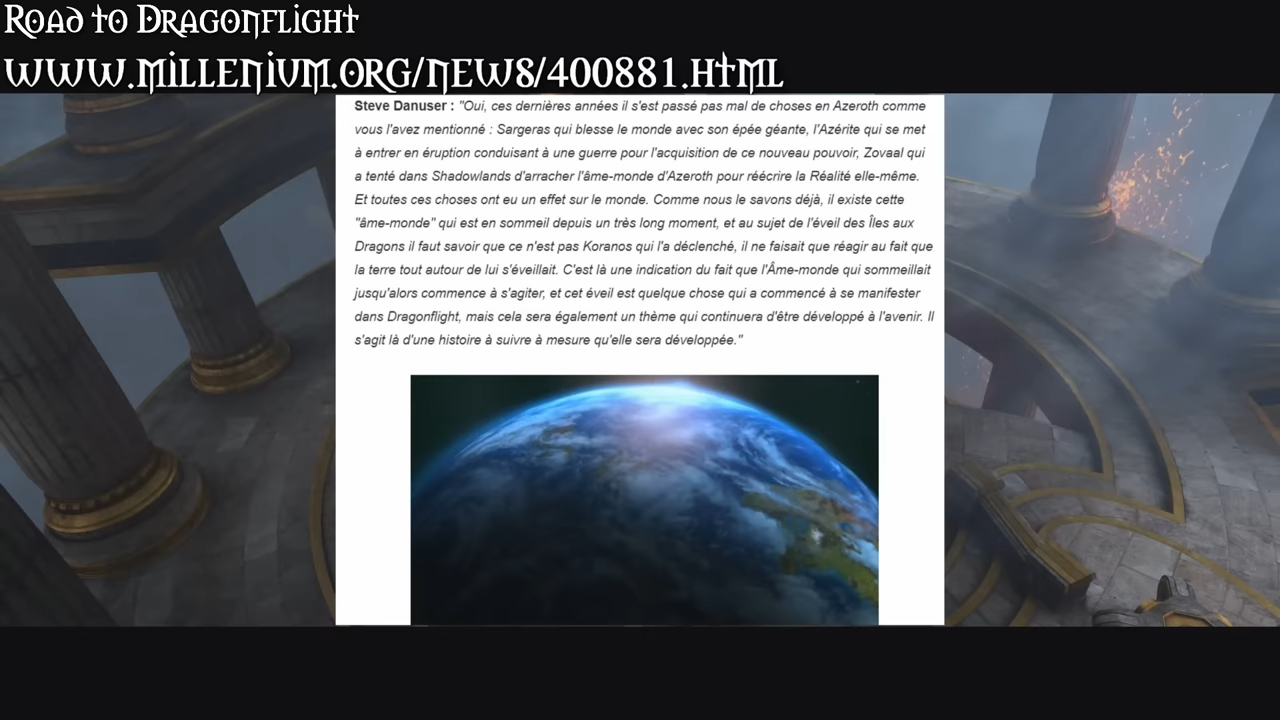 Road to Dragonflight
www.millenium.org/news/400881.html
Steve Danuser : "Oui, ces dernières années il s'est passé pas mal de choses en Azeroth comme
vous l'avez mentionné : Sargeras qui blesse le monde avec son épée géante, l'Azérite qui se met
à entrer en éruption conduisant à une guerre pour l'acquisition de ce nouveau pouvoir, Zovaal qui
a tenté dans Shadowlands d'arracher l'âme-monde d'Azeroth pour réécrire la Réalité elle-même.
Et toutes ces choses ont eu un effet sur le monde. Comme nous le savons déjà, il existe cette
"âme-monde" qui est en sommeil depuis un très long moment, et au sujet de l'éveil des Îles aux
Dragons il faut savoir que ce n'est pas Koranos qui l'a déclenché, il ne faisait que réagir au fait que
la terre tout autour de lui s'éveillait. C'est là une indication du fait que l'Âme-monde qui sommeillait
jusqu'alors commence à s'agiter, et cet éveil est quelque chose qui a commencé à se manifester
dans Dragonflight, mais cela sera également un thème qui continuera d'être développé à l'avenir. Il
s'agit là d'une histoire à suivre à mesure qu'elle sera développée."